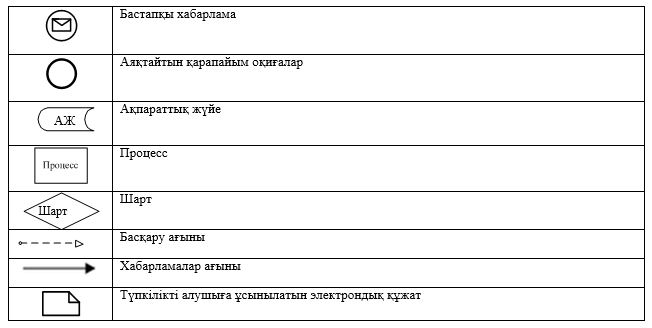 Бастапқы хабарлама
Аяқтайтын қарапайым оқиғалар
АЖ
Ақпараттық жүйе
Процесс
Процесс
Шарт
Шарт
Басқару ағыны
Хабарламалар ағыны
Түпкілікті алушыға ұсынылатын электрондық құжат